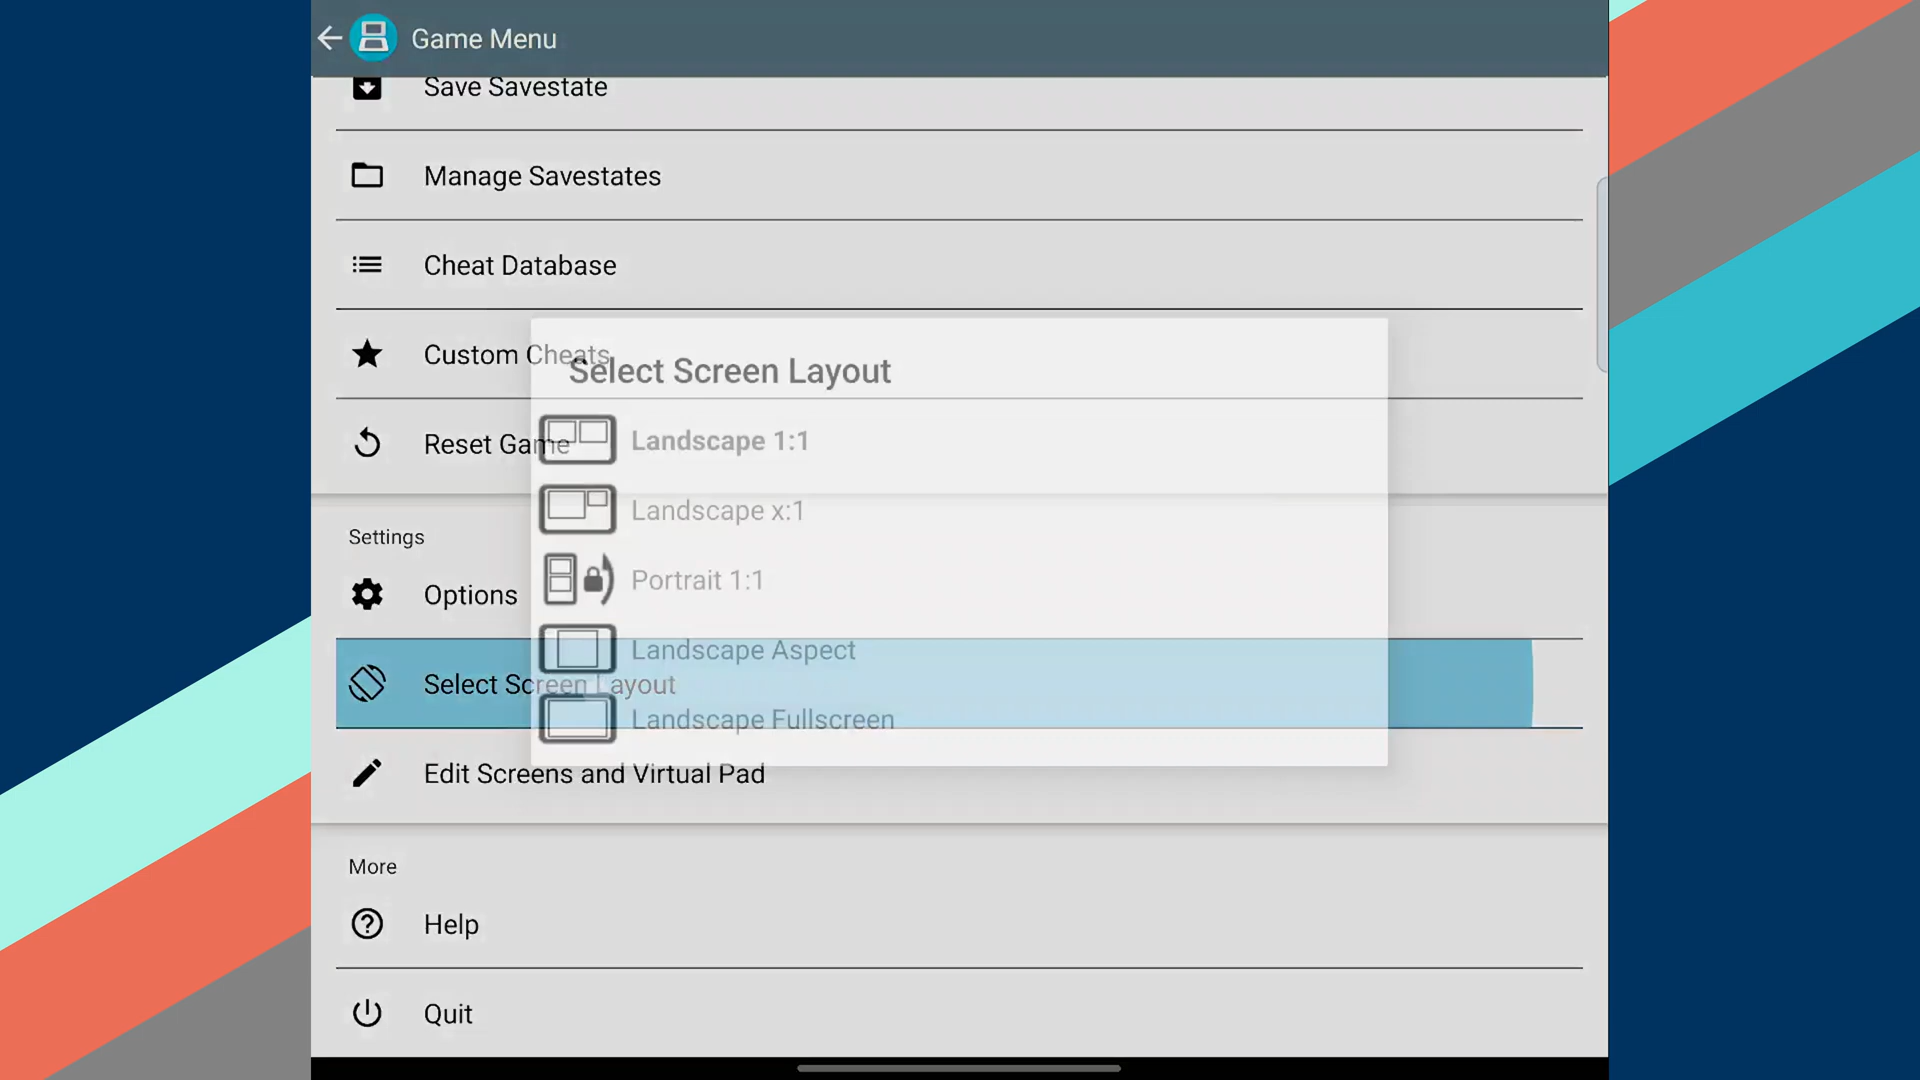 Game Menu
Save Savestate
Manage Savestates
Cheat Database
Custom Cheats
Select Screen Layout
Landscape 1:1
Reset Game
Landscape x:1
Settings
Portrait 1:1
Options
Landscape Aspect
Select Screen Layout
Landscape Fullscreen
Edit Screens and Virtual Pad
More
Help
Quit